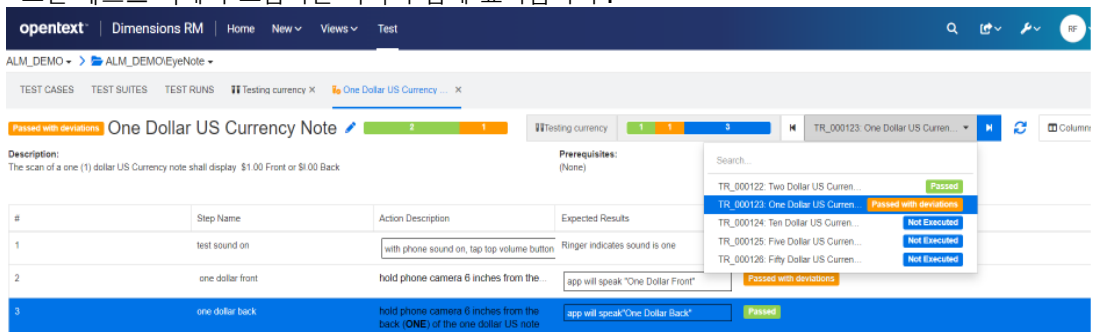 opentext™ | Dimensions RM | Home New Views Test RF
ALM_DEMO > ALM_DEMO\EyeNote
TEST CASES TEST SUITES TEST RUNS Testing currency × One Dollar US Currency ... ×
Passed with deviations One Dollar US Currency Note 2 1 Testing currency 1 1 3 TR_000123: One Dollar US Curren... Columns
Description: Prerequisites:
The scan of a one (1) dollar US Currency note shall display $1.00 Front or $l.00 Back (None)
Search...
TR_000122: Two Dollar US Curren... Passed
TR_000123: One Dollar US Curren... Passed with deviations
TR_000124: Ten Dollar US Curren... Not Executed
TR_000125: Five Dollar US Curren... Not Executed
TR_000126: Fifty Dollar US Curren... Not Executed
# Step Name Action Description Expected Results
1 test sound on with phone sound on, tap top volume button Ringer indicates sound is one
2 one dollar front hold phone camera 6 inches from the... app will speak "One Dollar Front" Passed with deviations
3 one dollar back hold phone camera 6 inches from the app will speak"One Dollar Back" Passed
back (ONE) of the one dollar US note